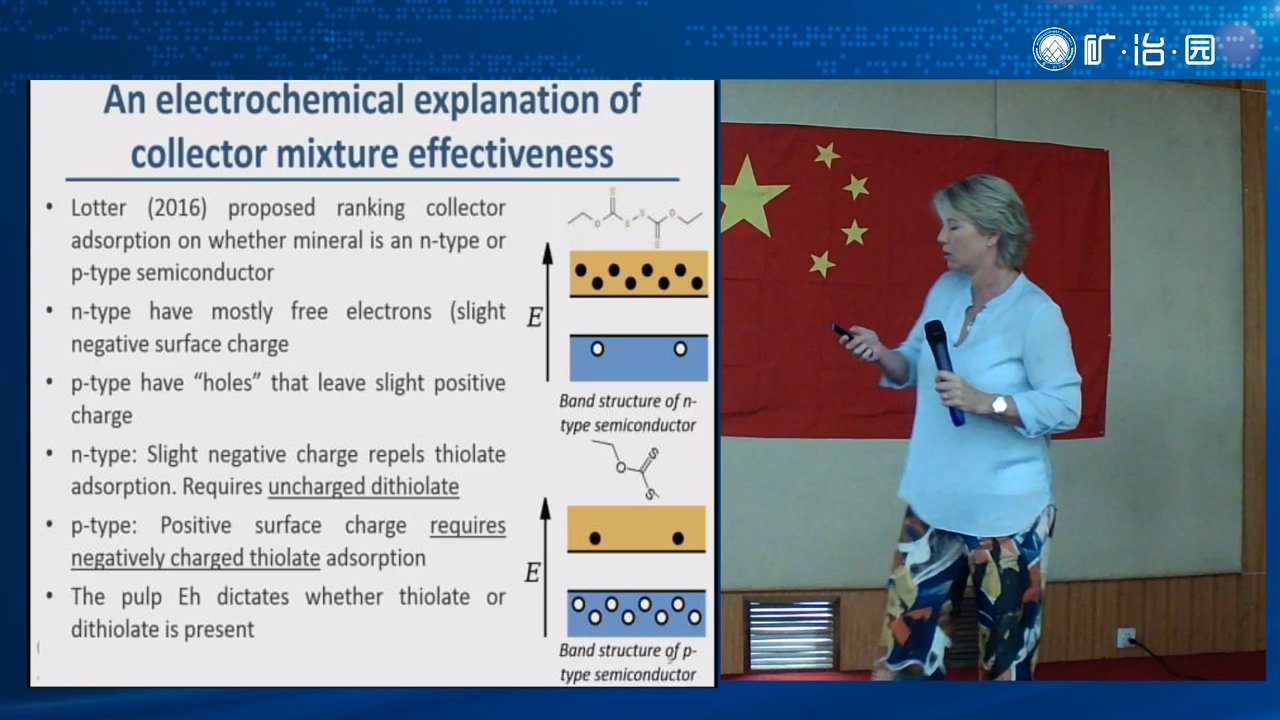 矿·冶·园
An electrochemical explanation of
collector mixture effectiveness
• Lotter (2016) proposed ranking collector
adsorption on whether mineral is an n-type or
p-type semiconductor
• n-type have mostly free electrons (slight
negative surface charge
• p-type have “holes” that leave slight positive
charge
• n-type: Slight negative charge repels thiolate
adsorption. Requires uncharged dithiolate
• p-type: Positive surface charge requires
negatively charged thiolate adsorption
• The pulp Eh dictates whether thiolate or
dithiolate is present
E
Band structure of n-
type semiconductor
S
O
S
E
Band structure of p-
type semiconductor